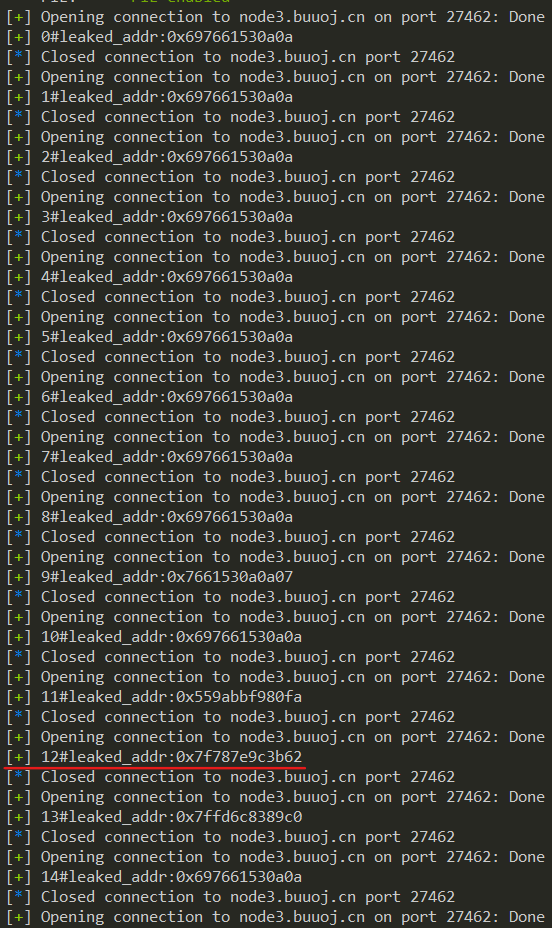 [+] Opening connection to node3.buuoj.cn on port 27462: Done
[+] 0#leaked_addr:0x697661530a0a
[*] Closed connection to node3.buuoj.cn port 27462
[+] Opening connection to node3.buuoj.cn on port 27462: Done
[+] 1#leaked_addr:0x697661530a0a
[*] Closed connection to node3.buuoj.cn port 27462
[+] Opening connection to node3.buuoj.cn on port 27462: Done
[+] 2#leaked_addr:0x697661530a0a
[*] Closed connection to node3.buuoj.cn port 27462
[+] Opening connection to node3.buuoj.cn on port 27462: Done
[+] 3#leaked_addr:0x697661530a0a
[*] Closed connection to node3.buuoj.cn port 27462
[+] Opening connection to node3.buuoj.cn on port 27462: Done
[+] 4#leaked_addr:0x697661530a0a
[*] Closed connection to node3.buuoj.cn port 27462
[+] Opening connection to node3.buuoj.cn on port 27462: Done
[+] 5#leaked_addr:0x697661530a0a
[*] Closed connection to node3.buuoj.cn port 27462
[+] Opening connection to node3.buuoj.cn on port 27462: Done
[+] 6#leaked_addr:0x697661530a0a
[*] Closed connection to node3.buuoj.cn port 27462
[+] Opening connection to node3.buuoj.cn on port 27462: Done
[+] 7#leaked_addr:0x697661530a0a
[*] Closed connection to node3.buuoj.cn port 27462
[+] Opening connection to node3.buuoj.cn on port 27462: Done
[+] 8#leaked_addr:0x697661530a0a
[*] Closed connection to node3.buuoj.cn port 27462
[+] Opening connection to node3.buuoj.cn on port 27462: Done
[+] 9#leaked_addr:0x7661530a0a07
[*] Closed connection to node3.buuoj.cn port 27462
[+] Opening connection to node3.buuoj.cn on port 27462: Done
[+] 10#leaked_addr:0x697661530a0a
[*] Closed connection to node3.buuoj.cn port 27462
[+] Opening connection to node3.buuoj.cn on port 27462: Done
[+] 11#leaked_addr:0x559abbf980fa
[*] Closed connection to node3.buuoj.cn port 27462
[+] Opening connection to node3.buuoj.cn on port 27462: Done
[+] 12#leaked_addr:0x7f787e9c3b62
[*] Closed connection to node3.buuoj.cn port 27462
[+] Opening connection to node3.buuoj.cn on port 27462: Done
[+] 13#leaked_addr:0x7ffd6c8389c0
[*] Closed connection to node3.buuoj.cn port 27462
[+] Opening connection to node3.buuoj.cn on port 27462: Done
[+] 14#leaked_addr:0x697661530a0a
[*] Closed connection to node3.buuoj.cn port 27462
[+] Opening connection to node3.buuoj.cn on port 27462: Done